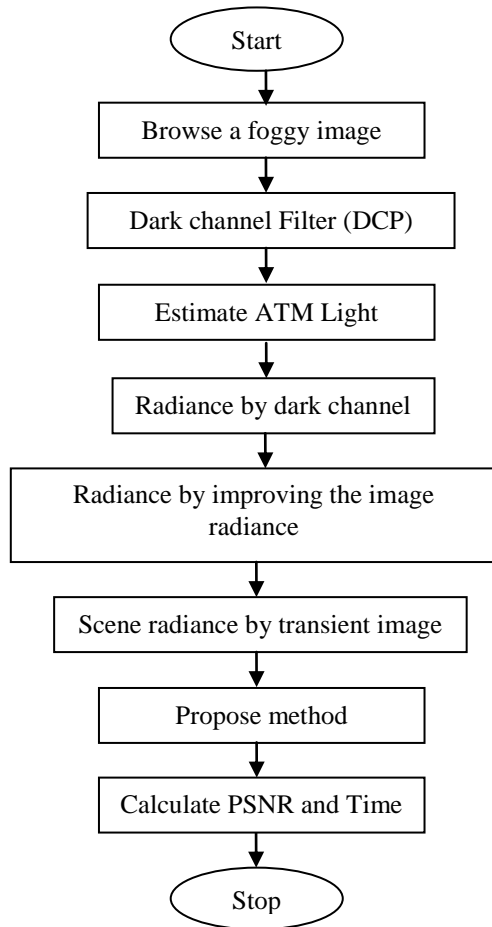 Start
Browse a foggy image
Dark channel Filter (DCP)
Estimate ATM Light
Radiance by dark channel
Radiance by improving the image
radiance
Scene radiance by transient image
Propose method
Calculate PSNR and Time
Stop